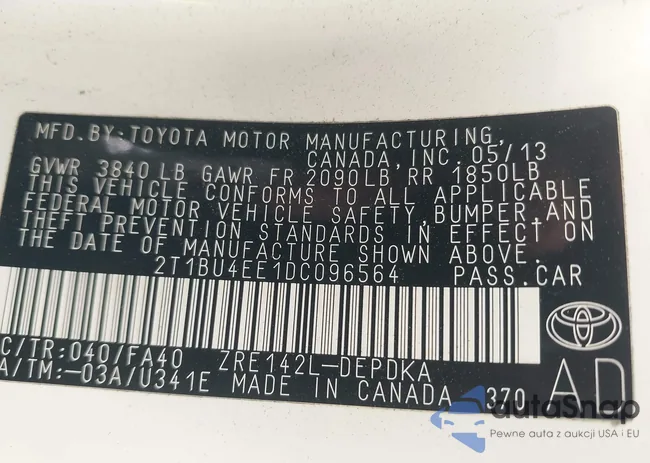 MFD. BY: TOYOTA MOTOR MANUFACTURING,
CANADA, INC. 05/13
GVWR 3840 LB GAWR FR 2090LB, RR 1850LB
THIS VEHICLE CONFORMS TO ALL APPLICABLE
FEDERAL MOTOR VEHICLE SAFETY, BUMPER, AND
THEFT PREVENTION STANDARDS IN EFFECT ON
THE DATE OF MANUFACTURE SHOWN ABOVE.
2T1BU4EE1DC096564 PASS. CAR
C/TR:040/FA40 ZRE142L-DEPDKA
A/TM:-03A/U341E MADE IN CANADA 370 AD
autoSnap
Pewne auta z aukcji USA i EU